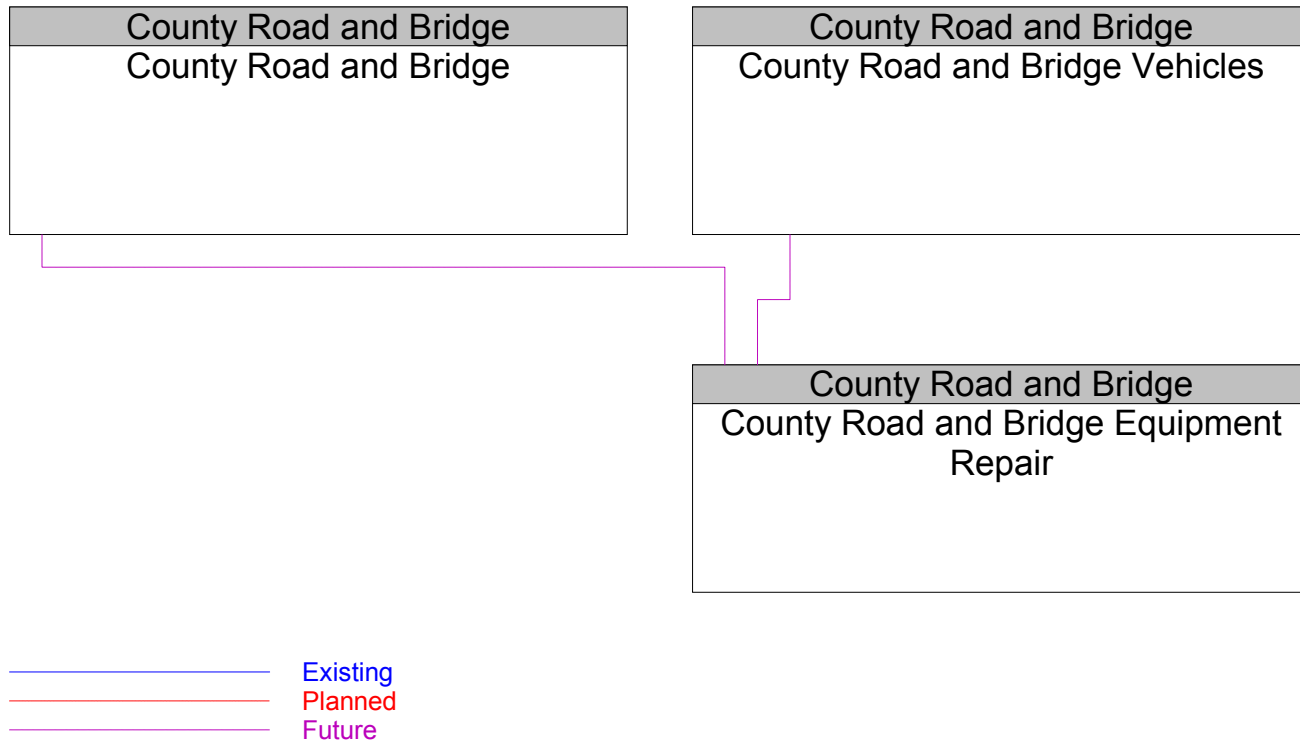 County Road and Bridge
County Road and Bridge
County Road and Bridge
County Road and Bridge Vehicles
County Road and Bridge
County Road and Bridge Equipment
Repair
Existing
Planned
Future